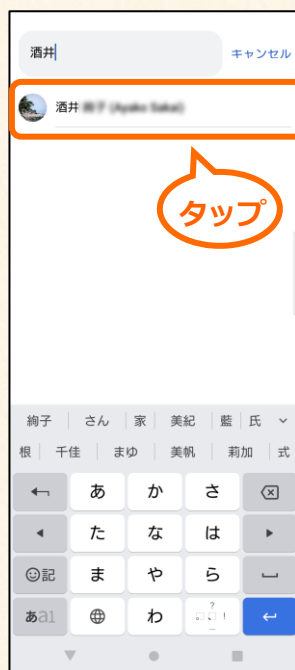 酒井
キャンセル
酒井
タップ
絢子 さん 家 美紀 藍 氏
根 千佳 まゆ 美帆 莉加 式
あ か さ
た な は
記 ま や ら
あa1 わ 、。?!